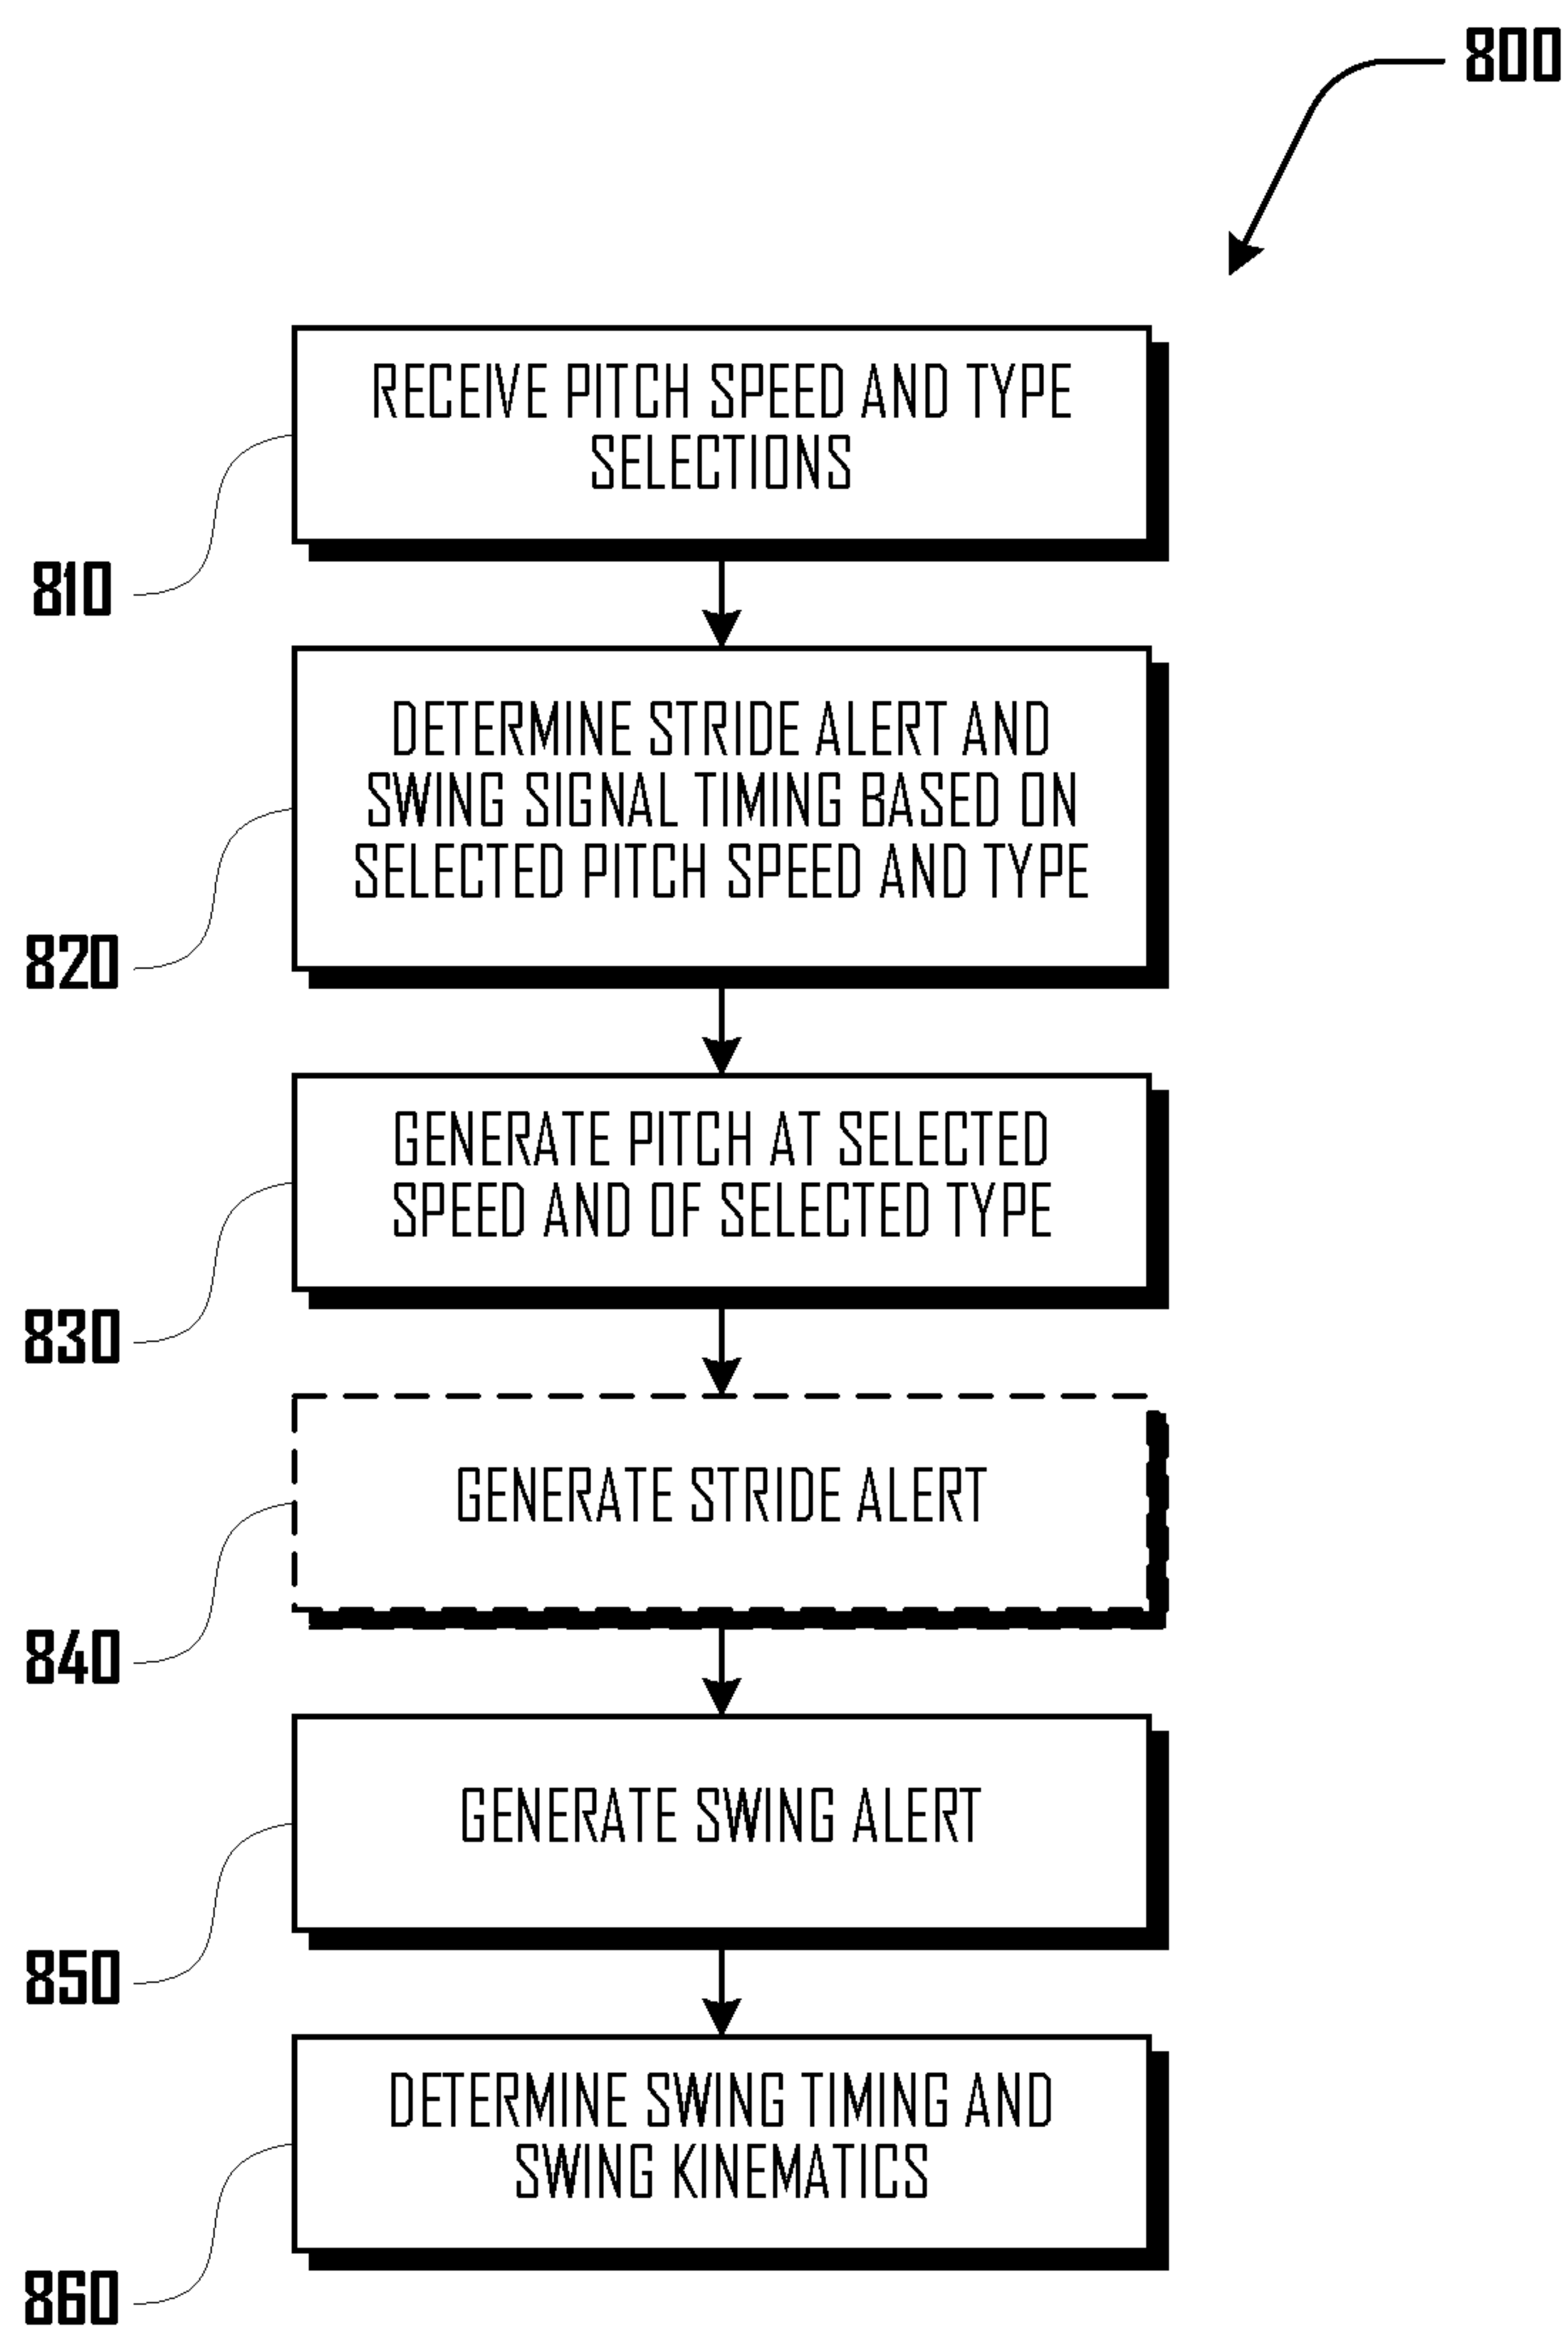 800
RECEIVE PITCH SPEED AND TYPE
SELECTIONS
810
DETERMINE STRIDE ALERT AND
SWING SIGNAL TIMING BASED ON
SELECTED PITCH SPEED AND TYPE
820
GENERATE PITCH AT SELECTED
SPEED AND OF SELECTED TYPE
830
GENERATE STRIDE ALERT
840
GENERATE SWING ALERT
850
DETERMINE SWING TIMING AND
SWING KINEMATICS
860